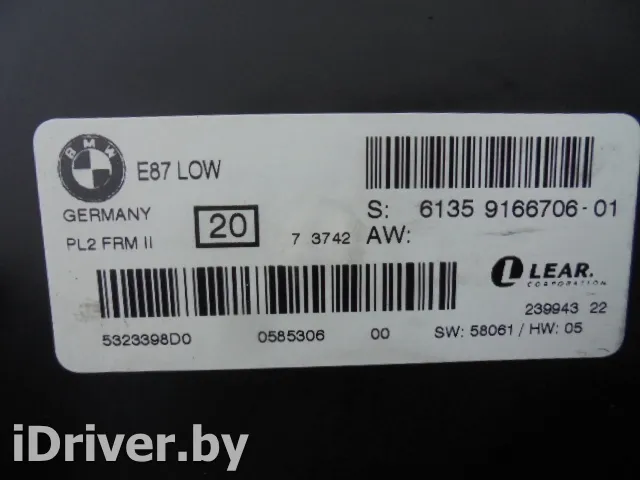 BMW
E87 LOW
GERMANY
PL2 FRM II
20
7 3742
S: 6135 9166706-01
AW:
LEAR.
CORPORATION
239943 22
5323398D0 0585306 00
SW: 58061 / HW: 05
iDriver.by